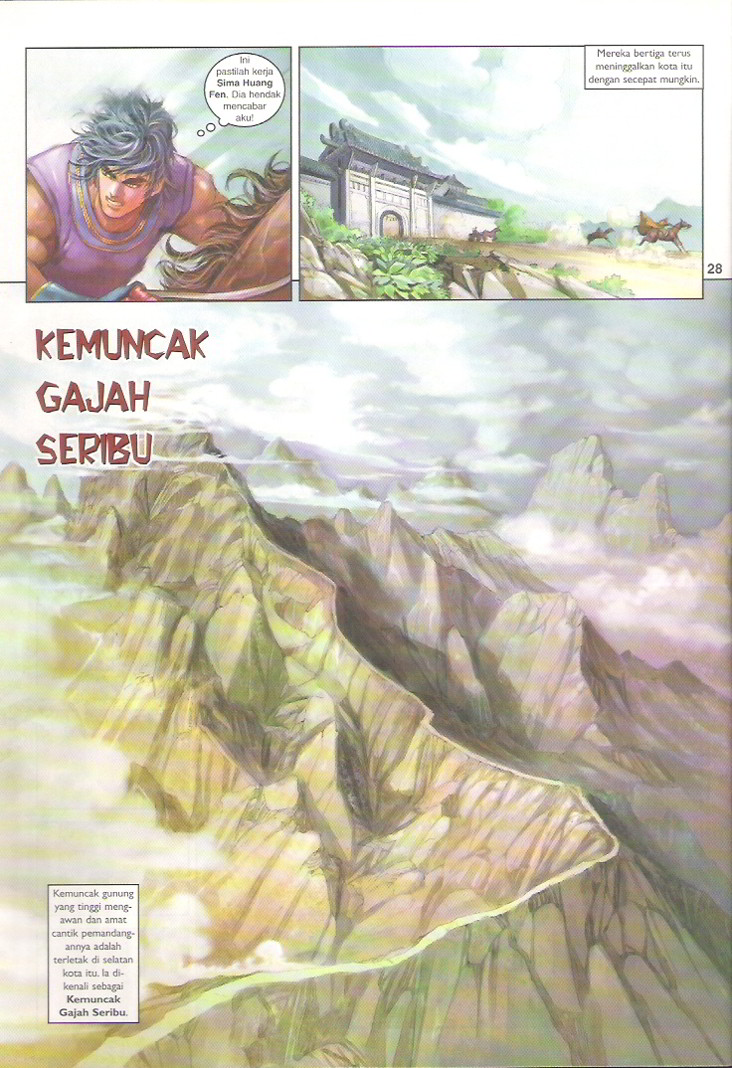 Ini
pastilah kerja
Sima Huang
Fen. Dia hendak
mencabar
aku!
Mereka bertiga terus
meninggalkan kota itu
dengan secepat mungkin.
28
KEMUNCAK
GAJAH
SERIBU
Kemuncak gunung
yang tinggi meng-
awan dan amat
cantik pemandang-
annya adalah
terletak di selatan
kota itu. Ia di-
kenali sebagai
Kemuncak
Gajah Seribu.